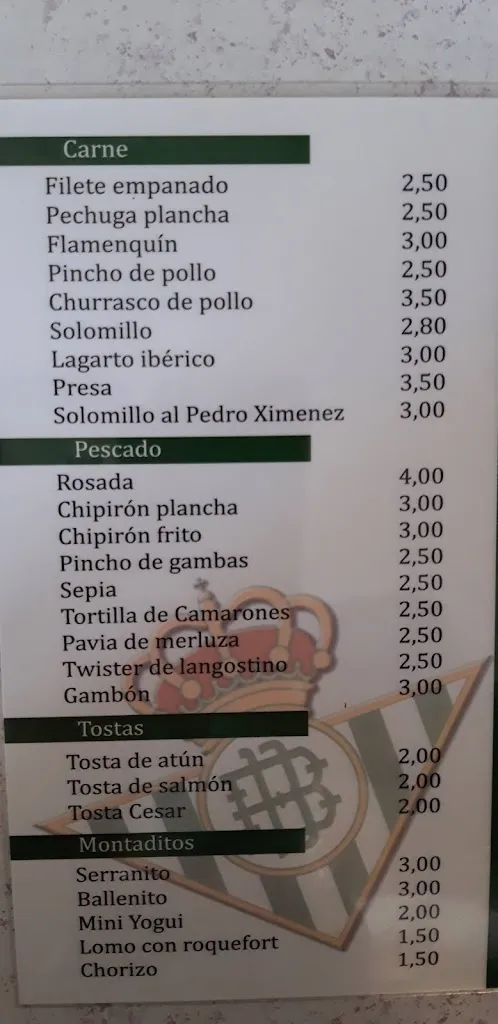 Carne
Filete empanado 2,50
Pechuga plancha 2,50
Flamenquín 3,00
Pincho de pollo 2,50
Churrasco de pollo 3,50
Solomillo 2,80
Lagarto ibérico 3,00
Presa 3,50
Solomillo al Pedro Ximenez 3,00
Pescado
Rosada 4,00
Chipirón plancha 3,00
Chipirón frito 3,00
Pincho de gambas 2,50
Sepia 2,50
Tortilla de Camarones 2,50
Pavia de merluza 2,50
Twister de langostino 2,50
Gambón 3,00
Tostas
Tosta de atún 2,00
Tosta de salmón 2,00
Tosta Cesar 2,00
Montaditos
Serranito 3,00
Ballenito 3,00
Mini Yogui 2,00
Lomo con roquefort 1,50
Chorizo 1,50